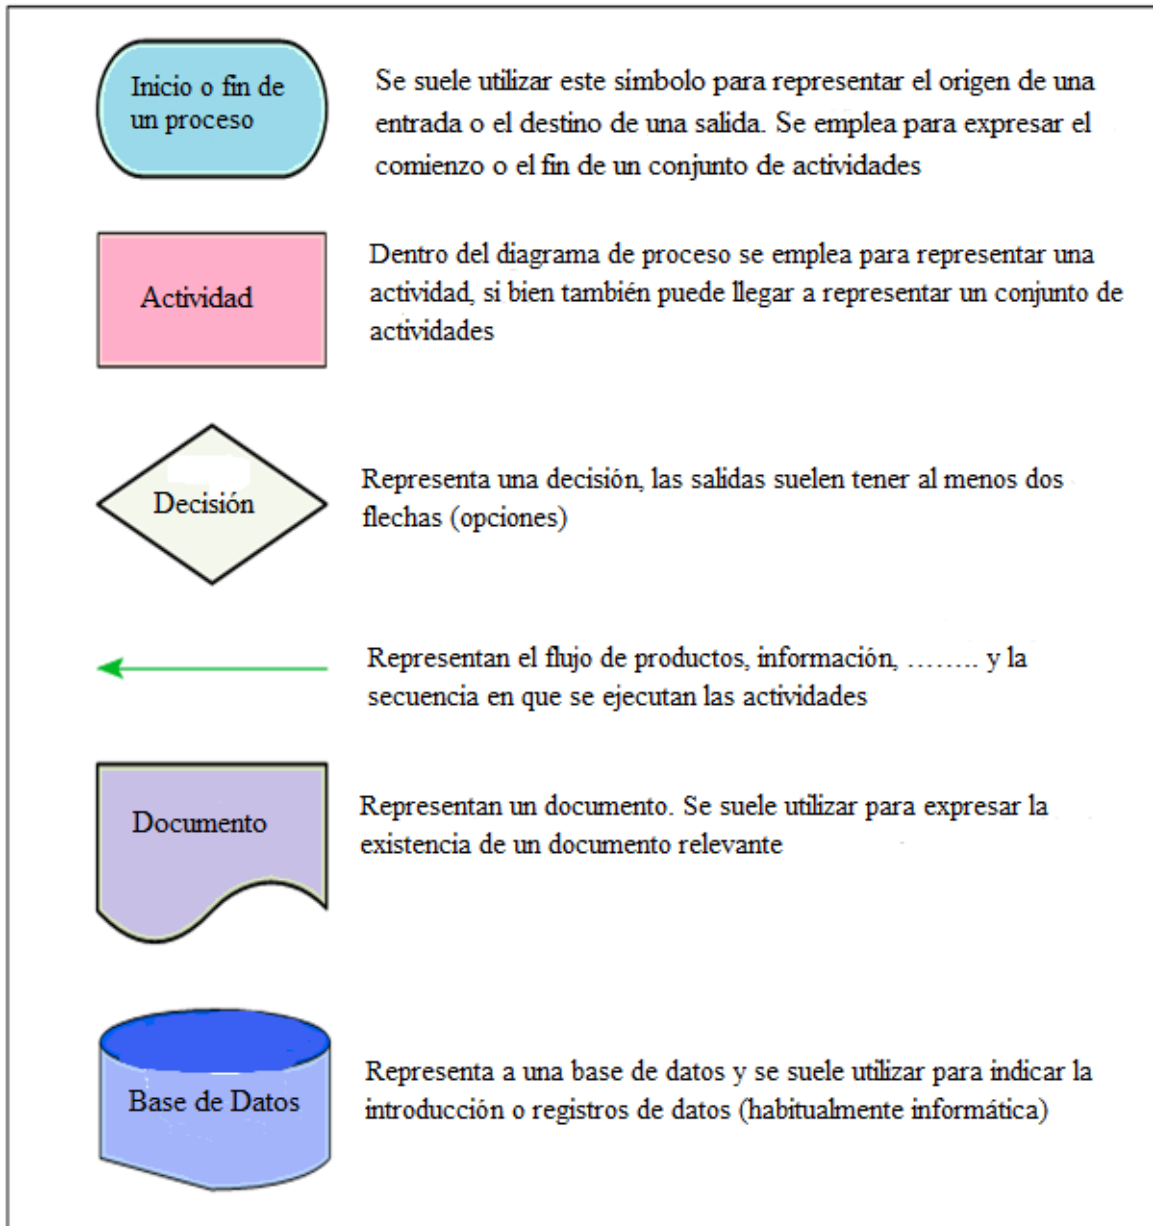 Inicio o fin de
un proceso
Se suele utilizar este símbolo para representar el origen de una
entrada o el destino de una salida. Se emplea para expresar el
comienzo o el fin de un conjunto de actividades
Actividad
Dentro del diagrama de proceso se emplea para representar una
actividad, si bien también puede llegar a representar un conjunto de
actividades
Decisión
Representa una decisión, las salidas suelen tener al menos dos
flechas (opciones)
Representan el flujo de productos, información, …….. y la
secuencia en que se ejecutan las actividades
Documento
Representan un documento. Se suele utilizar para expresar la
existencia de un documento relevante
Base de Datos
Representa a una base de datos y se suele utilizar para indicar la
introducción o registros de datos (habitualmente informática)